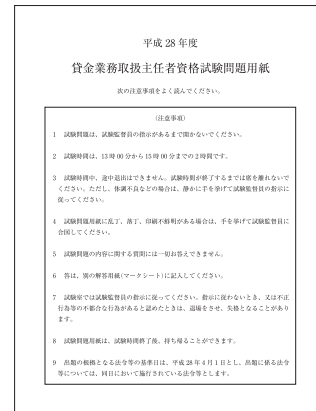 平成 28 年度
貸金業務取扱主任者資格試験問題用紙
次の注意事項をよく読んでください。
(注意事項)
1 試験問題は、試験監督員の指示があるまで開かないでください。
2 試験時間は、13 時 00 分から 15 時 00 分までの 2 時間です。
3 試験時間中、途中退出はできません。試験時間が終了するまでは席を離れないで
ください。ただし、体調不良などの場合は、静かに手を挙げて試験監督員の指示に
従ってください。
4 試験問題用紙に乱丁、落丁、印刷不鮮明がある場合は、手を挙げて試験監督員に
合図してください。
5 試験問題の内容に関する質問には一切お答えできません。
6 答は、別の解答用紙(マークシート)に記入してください。
7 試験室では試験監督員の指示に従ってください。指示に従わないとき、又は不正
行為等の不都合な行為があると認めたときは、退場をさせ、失格となることがあり
ます。
8 試験問題用紙は、試験時間終了後、持ち帰ることができます。
9 出題の根拠となる法令等の基準日は、平成 28 年 4 月 1 日とし、出題に係る法令
等については、同日において施行されている法令等とします。